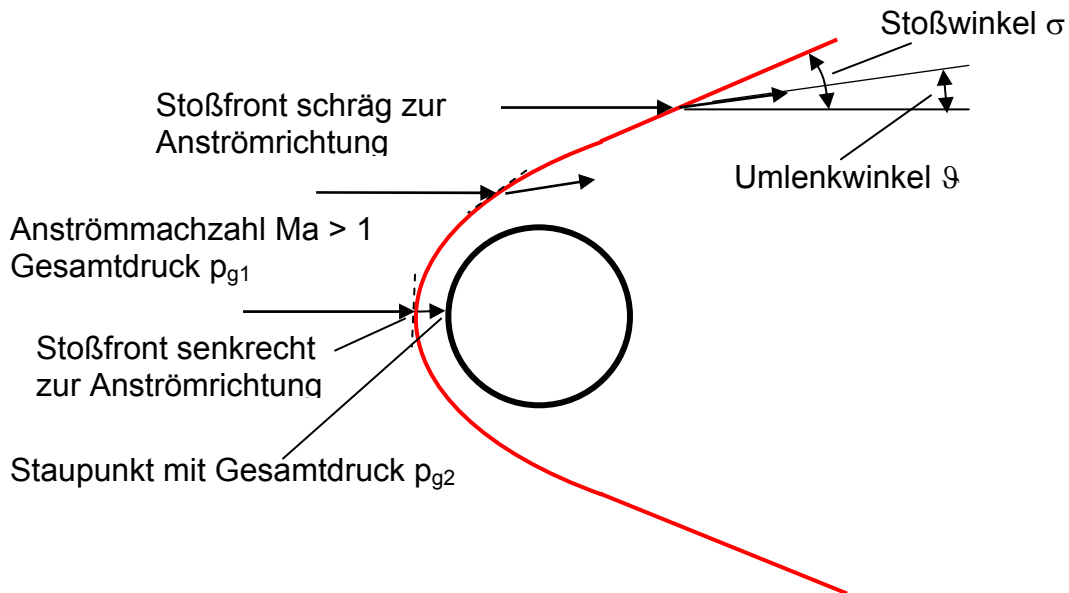 Stoßwinkel σ
Stoßfront schräg zur
Anströmrichtung
Umlenkwinkel ϑ
Anströmmachzahl Ma > 1
Gesamtdruck pg1
Stoßfront senkrecht
zur Anströmrichtung
Staupunkt mit Gesamtdruck pg2